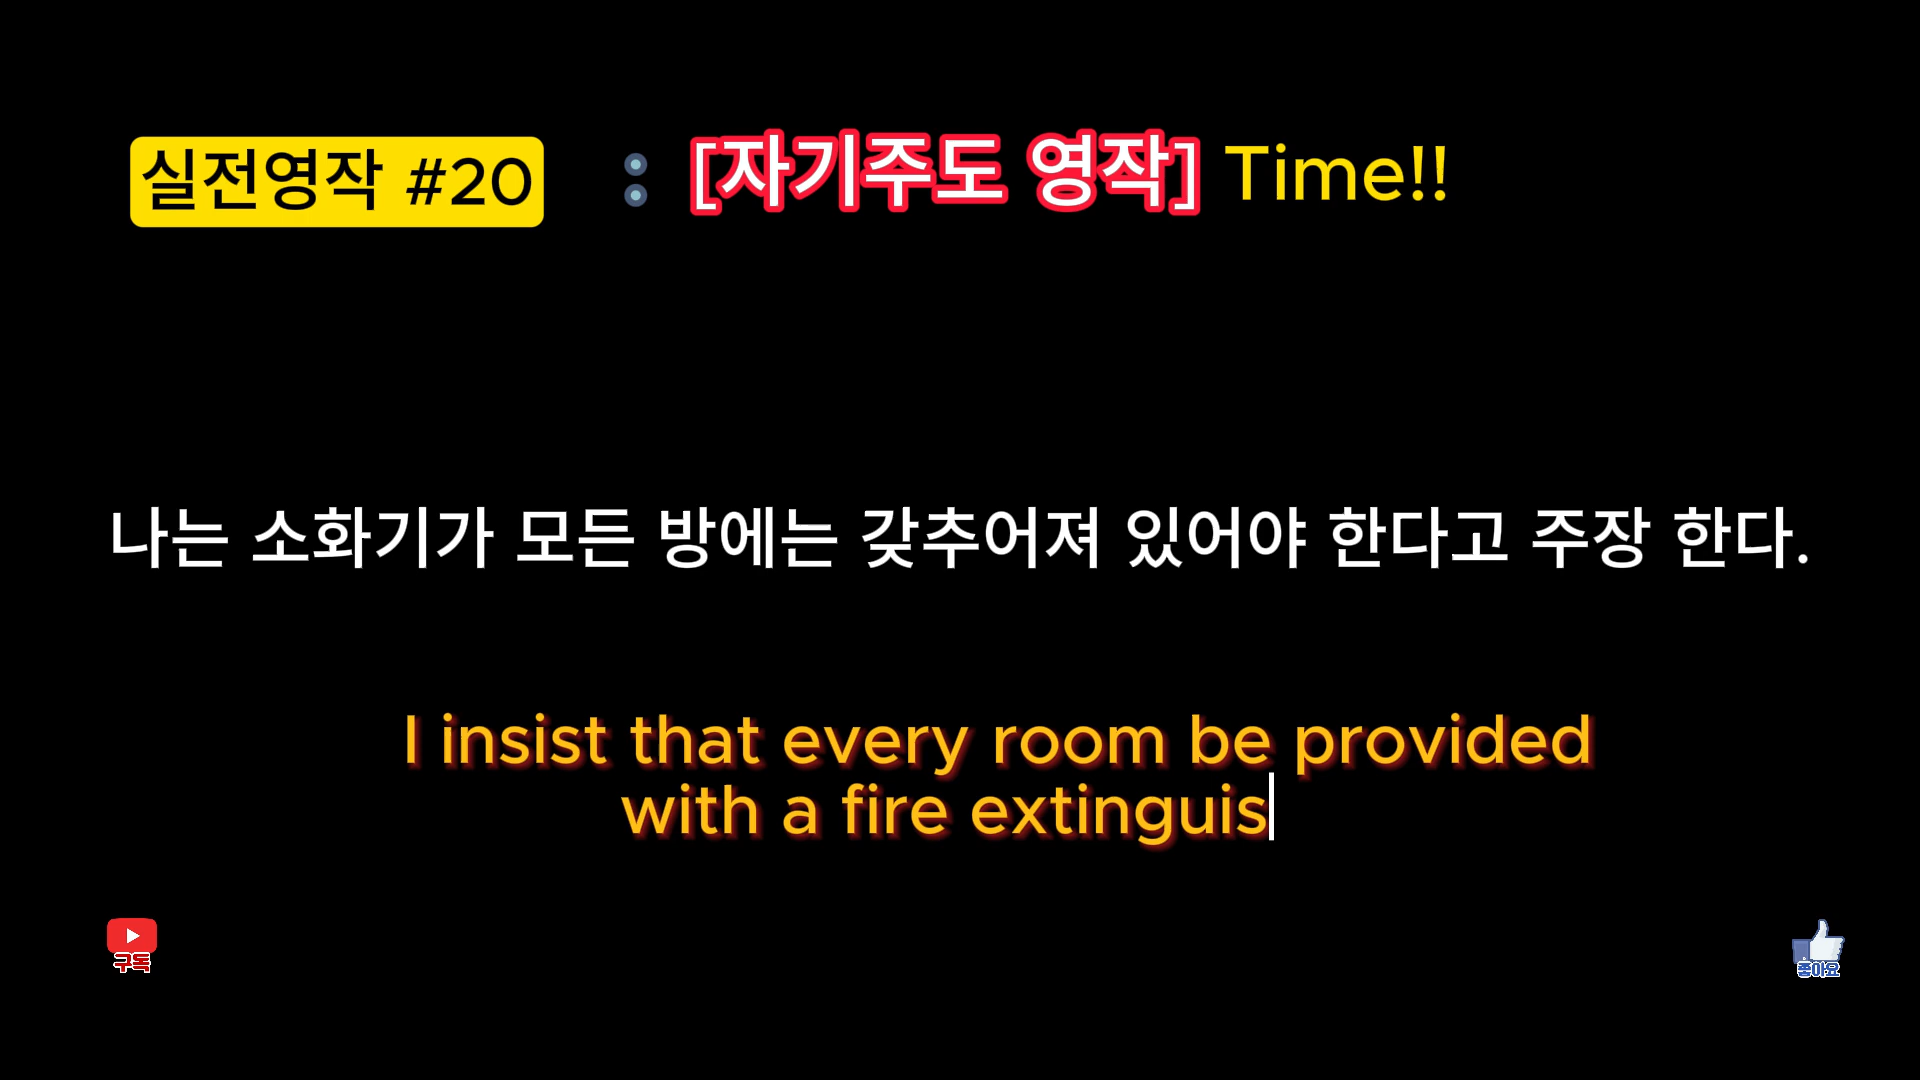 실전영작 #20 : [자기주도 영작] Time!!
나는 소화기가 모든 방에는 갖추어져 있어야 한다고 주장 한다.
I insist that every room be provided
with a fire extinguis
구독
좋아요